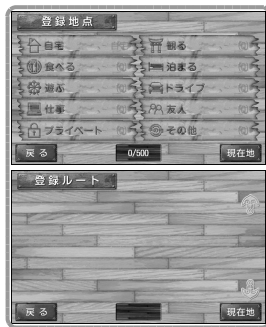 登録地点
自宅
観る
食べる
泊まる
遊ぶ
ドライブ
仕事
友人
プライベート
その他
戻る
0/500
現在地
登録ルート
戻る
現在地